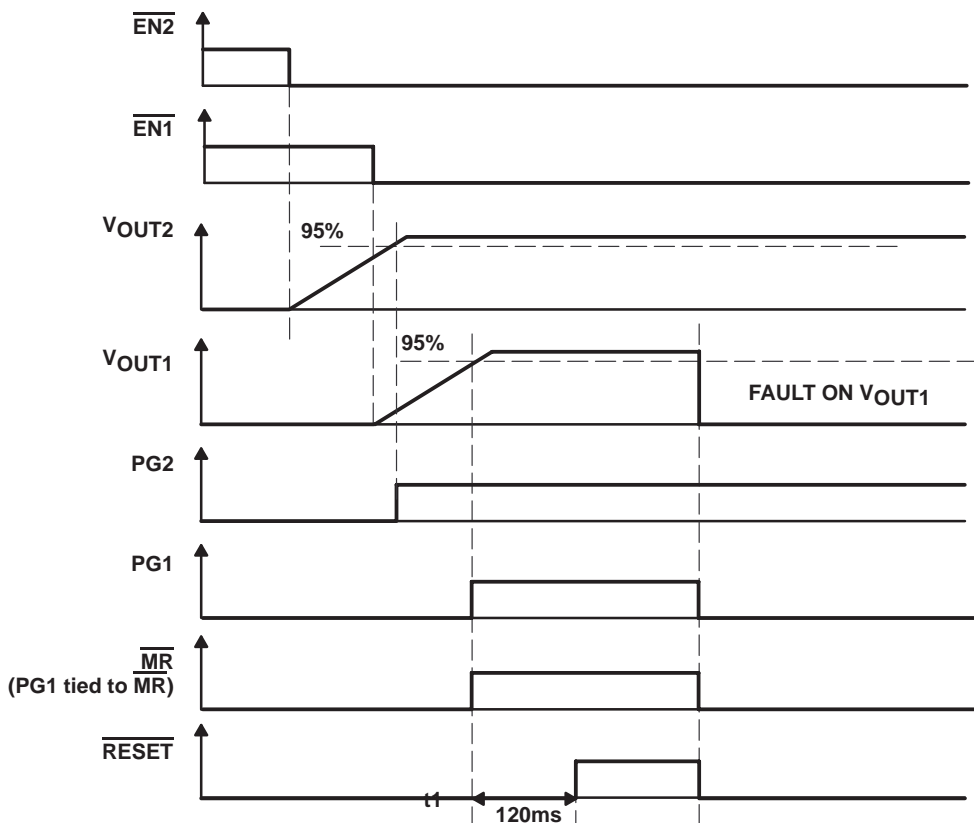 EN2
EN1
VOUT2
95%
VOUT1
95%
FAULT ON VOUT1
PG2
PG1
MR
(PG1 tied to MR)
RESET
t1
120ms